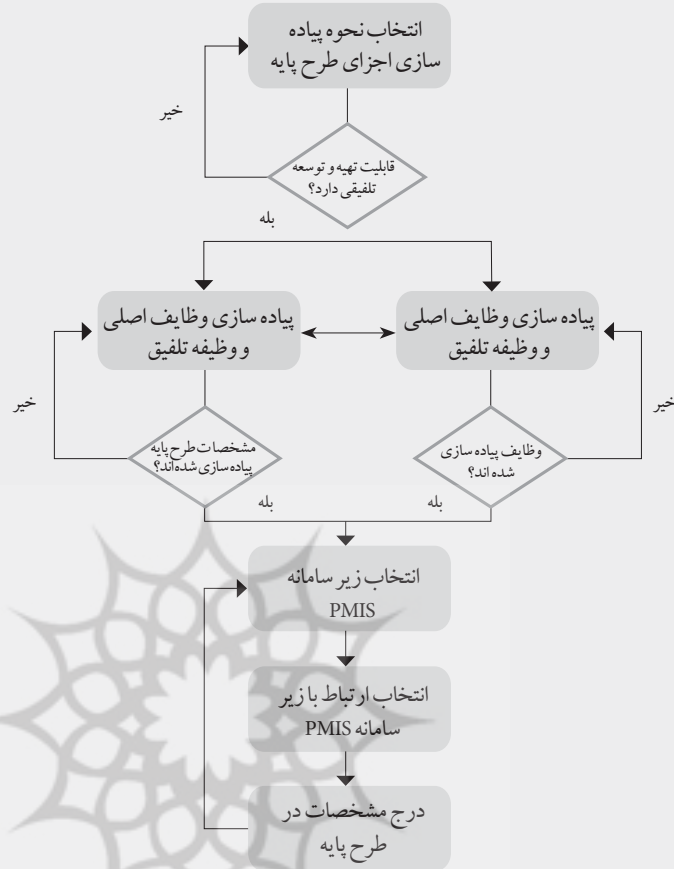 انتخاب نحوه پیاده
سازی اجزای طرح پایه
خیر
قابلیت تهیه و توسعه
تلفیقی دارد؟
بله
پیاده سازی وظایف اصلی
و وظیفه تلفیق
پیاده سازی وظایف اصلی
و وظیفه تلفیق
خیر
وظایف پیاده سازی
شده اند؟
مشخصات طرح پایه
پیاده سازی شده‌اند؟
خیر
بله
بله
انتخاب زیر سامانه
PMIS
انتخاب ارتباط با زیر
سامانه PMIS
درج مشخصات در
طرح پایه